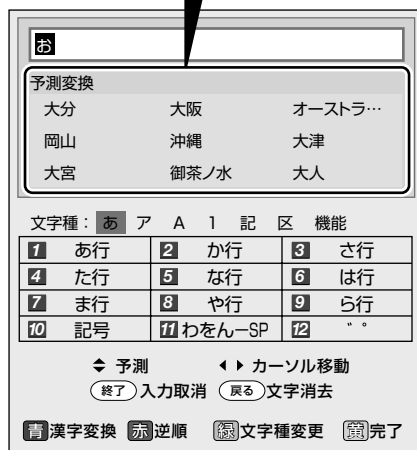 お
予測変換
大分 大阪 オーストラ…
岡山 沖縄 大津
大宮 御茶ノ水 大人
文字種： あ ア A 1 記 区 機能
1 あ行 2 か行 3 さ行
4 た行 5 な行 6 は行
7 ま行 8 や行 9 ら行
10 記号 11 わをんーSP 12 ゛゜
予測 カーソル移動
終了 入力取消 戻る 文字消去
青 漢字変換 赤 逆順 緑 文字種変更 黄 完了